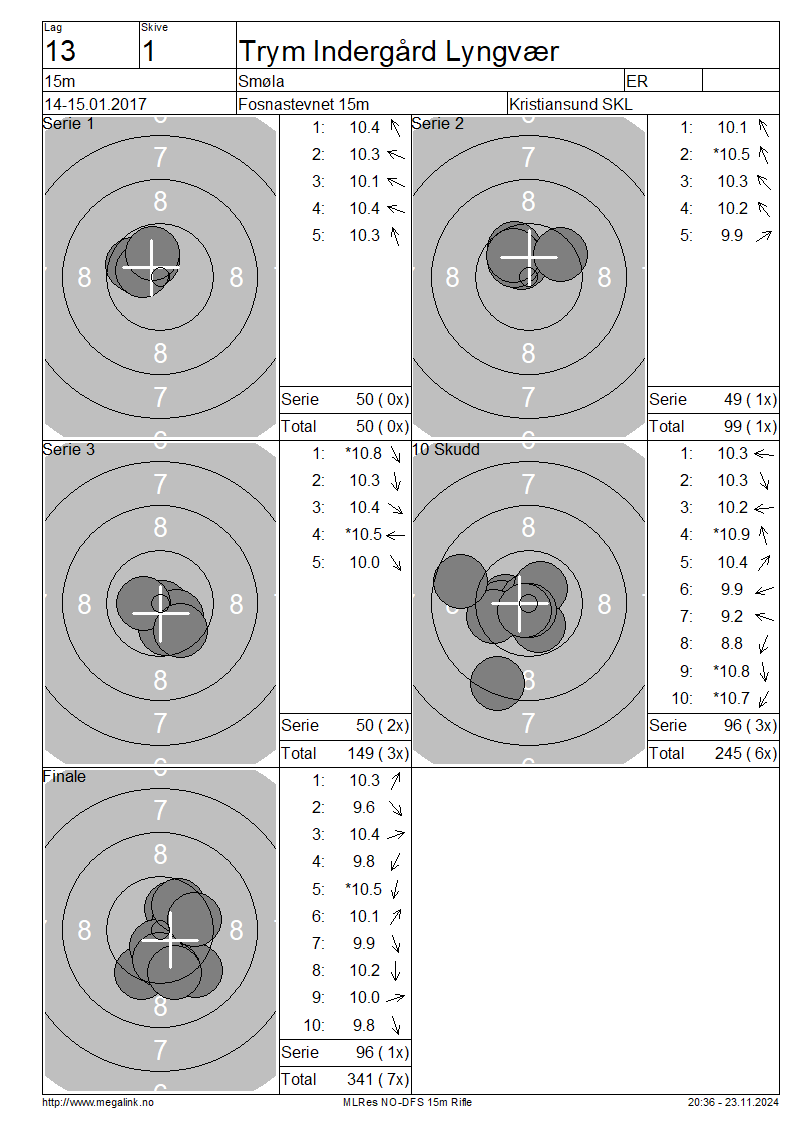 Lag
Skive
13
1
Trym Indergård Lyngvær
15m
Smøla
ER
14-15.01.2017
Fosnastevnet 15m
Kristiansund SKL
Serie 1
6
7
8
8
8
8
7
6
1: 10.4
2: 10.3
3: 10.1
4: 10.4
5: 10.3
Serie 50 ( 0x)
Total 50 ( 0x)
Serie 2
6
7
8
8
8
8
7
6
1: 10.1
2: *10.5
3: 10.3
4: 10.2
5: 9.9
Serie 49 ( 1x)
Total 99 ( 1x)
Serie 3
7
8
8
8
8
7
6
1: *10.8
2: 10.3
3: 10.4
4: *10.5
5: 10.0
Serie 50 ( 2x)
Total 149 ( 3x)
10 Skudd
7
8
8
8
7
6
1: 10.3
2: 10.3
3: 10.2
4: *10.9
5: 10.4
6: 9.9
7: 9.2
8: 8.8
9: *10.8
10: *10.7
Serie 96 ( 3x)
Total 245 ( 6x)
Finale
7
8
8
8
8
7
6
1: 10.3
2: 9.6
3: 10.4
4: 9.8
5: *10.5
6: 10.1
7: 9.9
8: 10.2
9: 10.0
10: 9.8
Serie 96 ( 1x)
Total 341 ( 7x)
http://www.megalink.no
MLRes NO-DFS 15m Rifle
20:36 - 23.11.2024